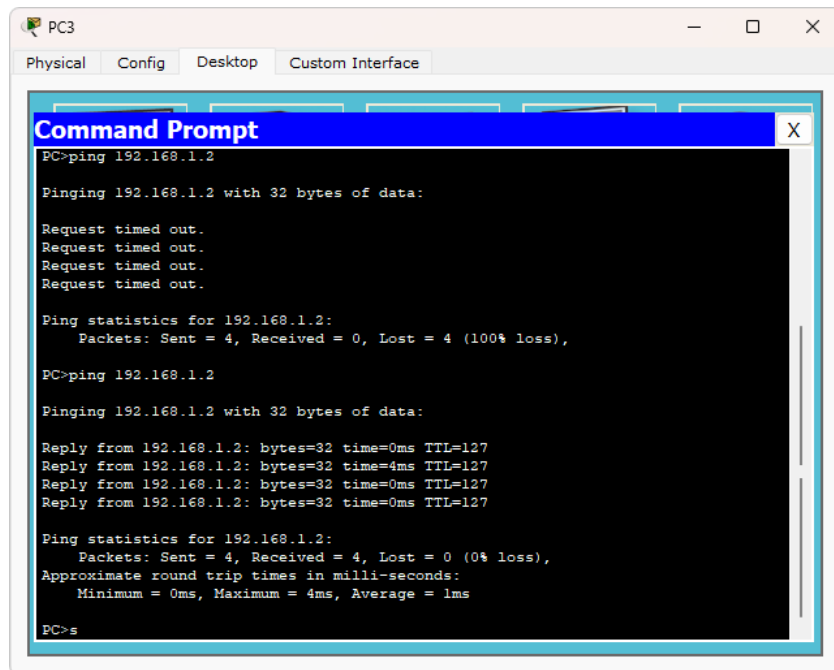 PC3
Physical Config Desktop Custom Interface
Command Prompt X
PC>ping 192.168.1.2
Pinging 192.168.1.2 with 32 bytes of data:
Request timed out.
Request timed out.
Request timed out.
Request timed out.
Ping statistics for 192.168.1.2:
Packets: Sent = 4, Received = 0, Lost = 4 (100% loss),
PC>ping 192.168.1.2
Pinging 192.168.1.2 with 32 bytes of data:
Reply from 192.168.1.2: bytes=32 time=0ms TTL=127
Reply from 192.168.1.2: bytes=32 time=4ms TTL=127
Reply from 192.168.1.2: bytes=32 time=0ms TTL=127
Reply from 192.168.1.2: bytes=32 time=0ms TTL=127
Ping statistics for 192.168.1.2:
Packets: Sent = 4, Received = 4, Lost = 0 (0% loss),
Approximate round trip times in milli-seconds:
Minimum = 0ms, Maximum = 4ms, Average = 1ms
PC>s